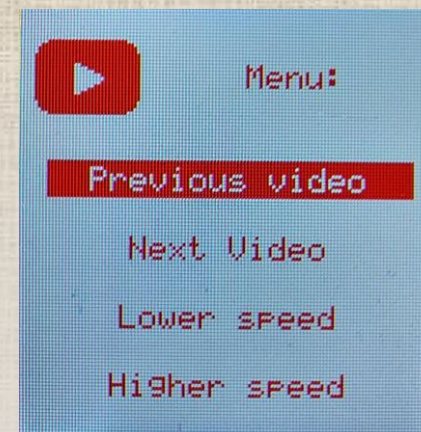 Menu:
Previous video
Next Video
Lower speed
Higher speed